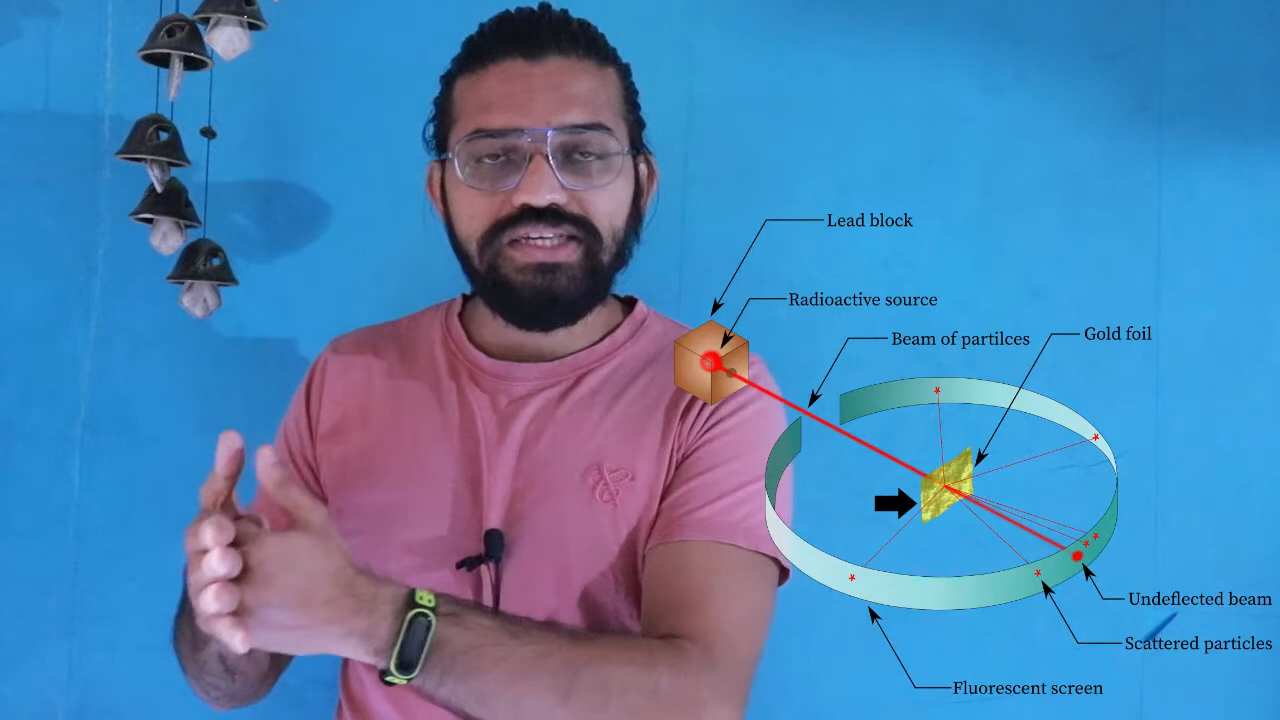 Lead block
Radioactive source
Beam of partilces
Gold foil
Undeflected beam
Scattered particles
Fluorescent screen